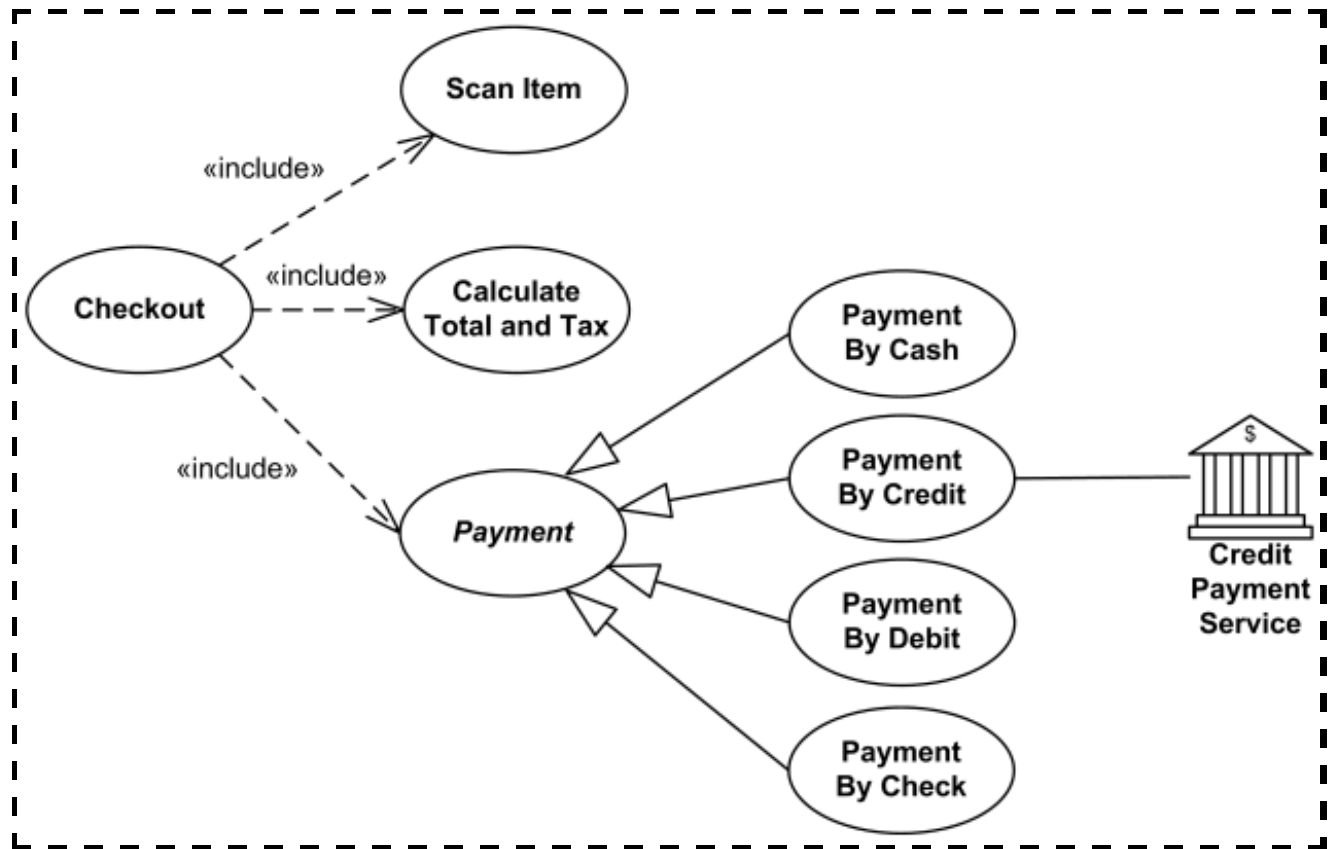 Scan Item
«include»
«include»
Checkout
Calculate
Total and Tax
«include»
Payment
Payment
By Cash
Payment
By Credit
Payment
By Debit
Payment
By Check
$
Credit
Payment
Service